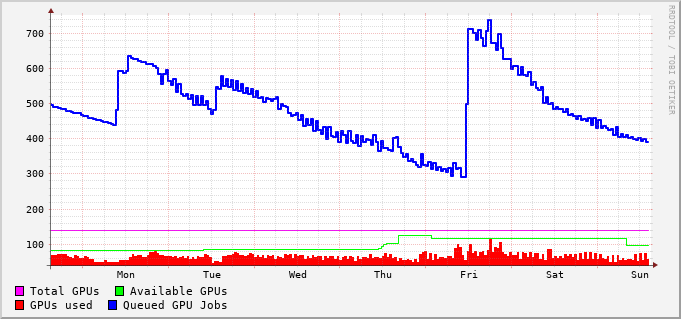 700
600
500
400
300
200
100
Mon Tue Wed Thu Fri Sat Sun
Total GPUs Available GPUs
GPUs used Queued GPU Jobs
RRDTOOL / TOBI OETIKER